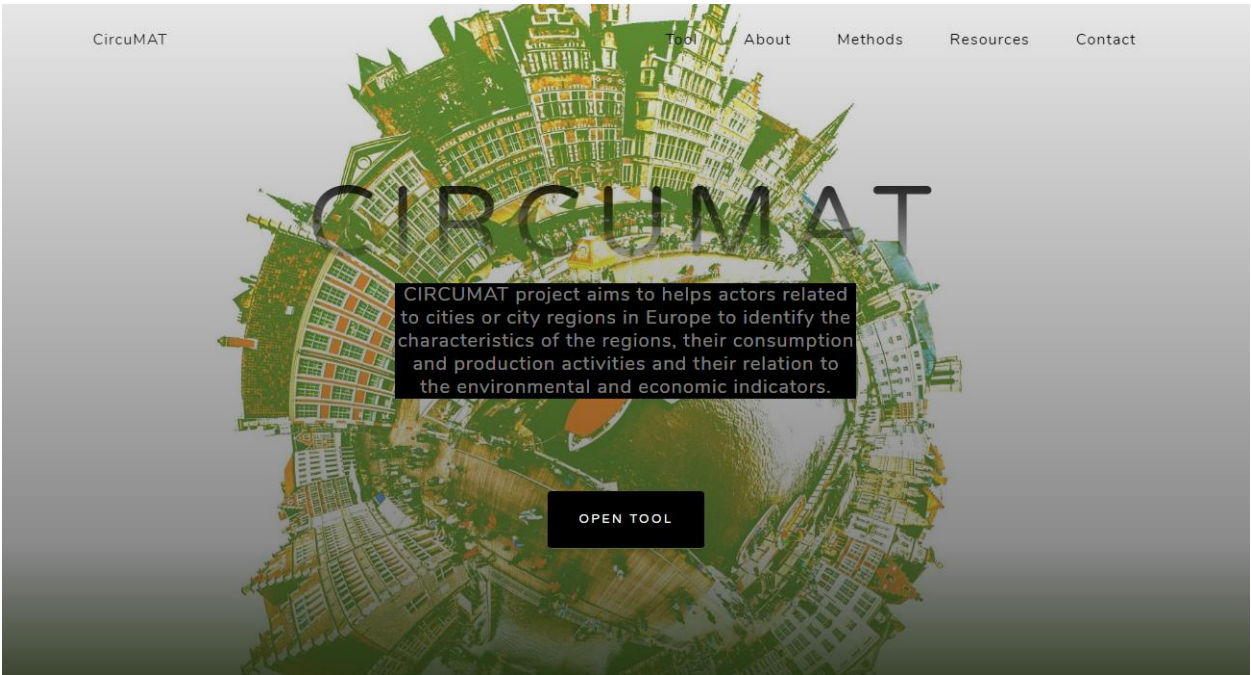 CircuMAT
Tool About Methods Resources Contact
CIRCUMAT
CIRCUMAT project aims to helps actors related
to cities or city regions in Europe to identify the
characteristics of the regions, their consumption
and production activities and their relation to
the environmental and economic indicators.
OPEN TOOL